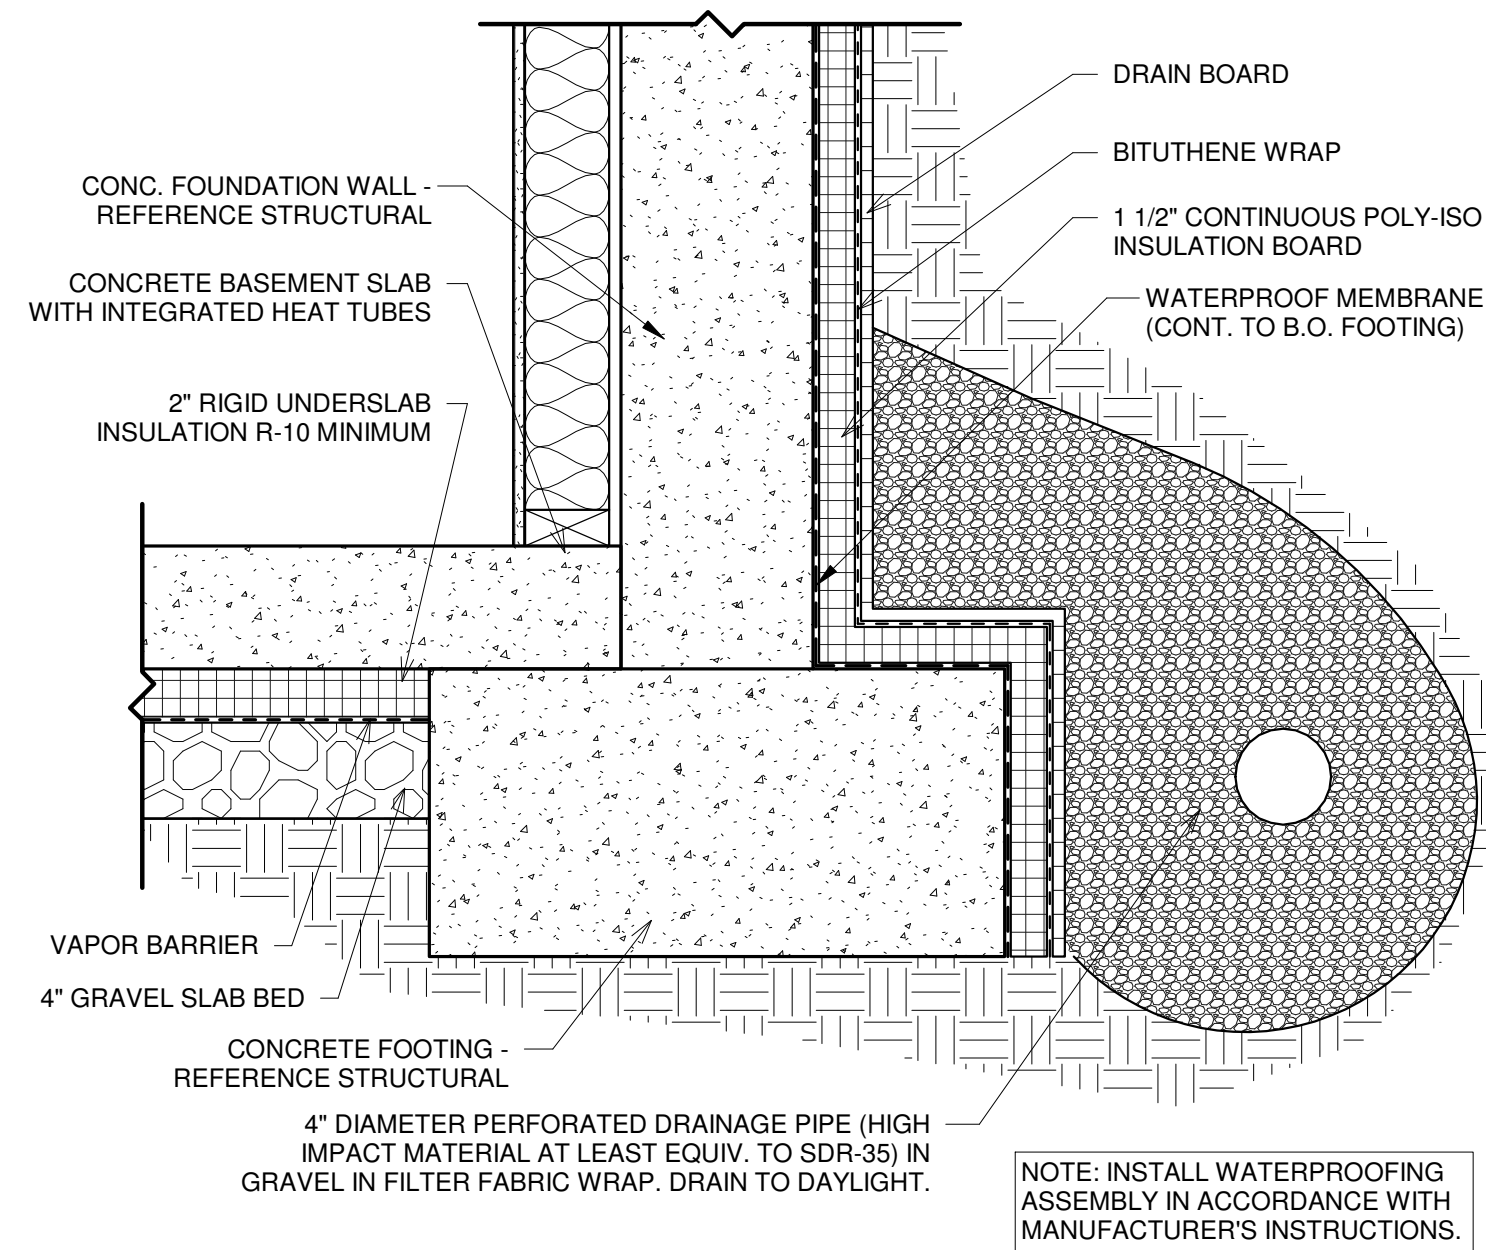 DRAIN BOARD
BITUTHENE WRAP
1 1/2" CONTINUOUS POLY-ISO
INSULATION BOARD
WATERPROOF MEMBRANE
(CONT. TO B.O. FOOTING)
CONC. FOUNDATION WALL -
REFERENCE STRUCTURAL
CONCRETE BASEMENT SLAB
WITH INTEGRATED HEAT TUBES
2" RIGID UNDERSLAB
INSULATION R-10 MINIMUM
VAPOR BARRIER
4" GRAVEL SLAB BED
CONCRETE FOOTING -
REFERENCE STRUCTURAL
4" DIAMETER PERFORATED DRAINAGE PIPE (HIGH
IMPACT MATERIAL AT LEAST EQUIV. TO SDR-35) IN
GRAVEL IN FILTER FABRIC WRAP. DRAIN TO DAYLIGHT.
NOTE: INSTALL WATERPROOFING
ASSEMBLY IN ACCORDANCE WITH
MANUFACTURER'S INSTRUCTIONS.